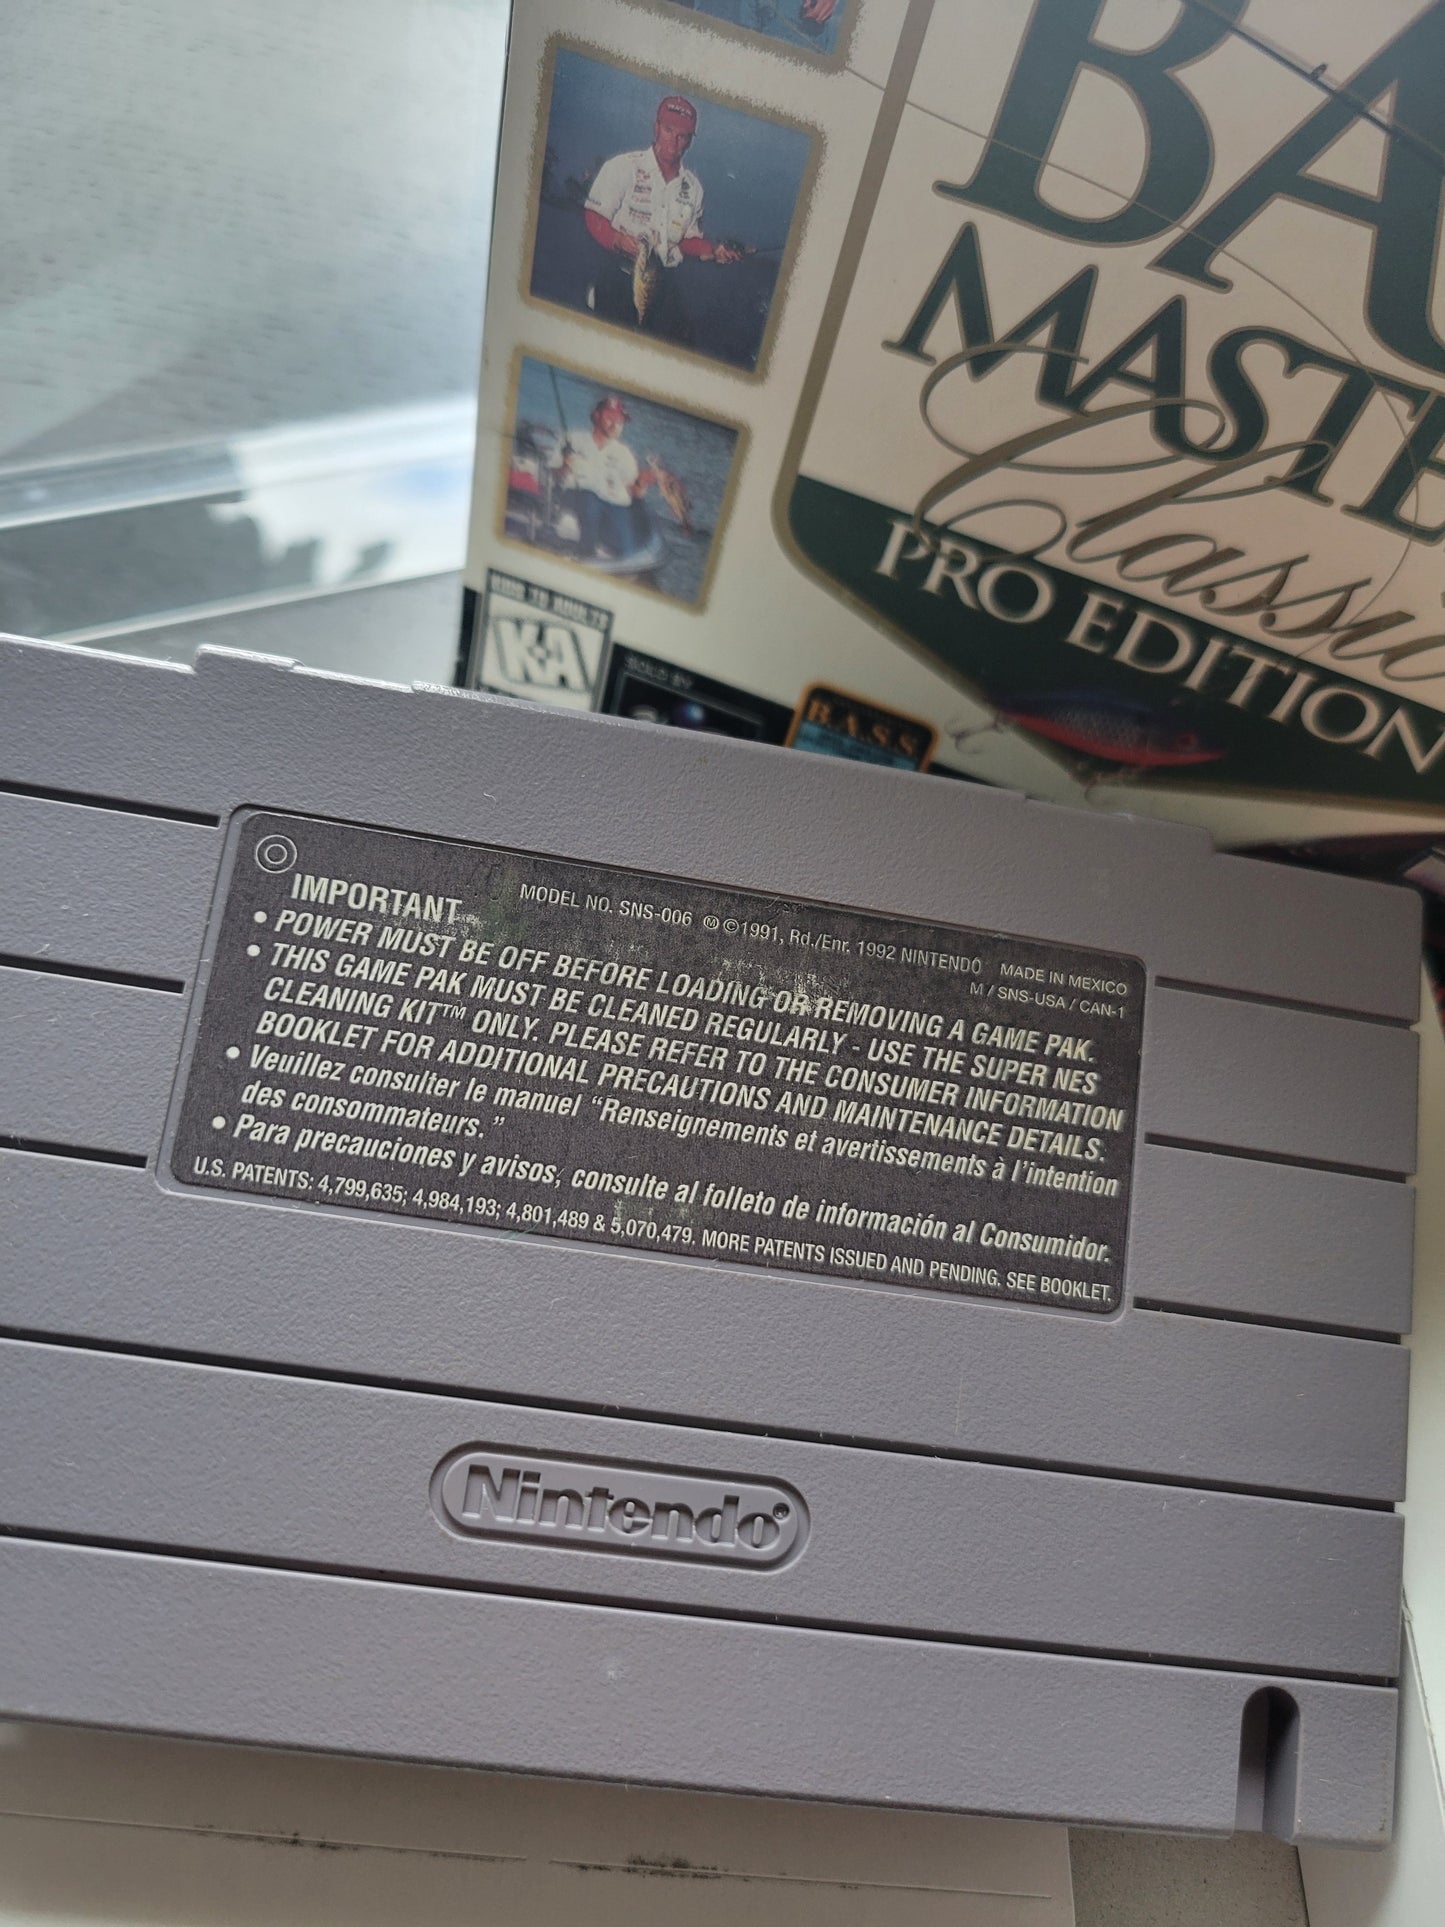 BA
MASTE
Classic
PRO EDITION
KIDS TO ADULTS
K-A
B.A.S.S.
IMPORTANT MODEL NO. SNS-006 Ⓜ ©1991, Rd./Enr. 1992 NINTENDO MADE IN MEXICO
M / SNS-USA / CAN-1
• POWER MUST BE OFF BEFORE LOADING OR REMOVING A GAME PAK.
• THIS GAME PAK MUST BE CLEANED REGULARLY - USE THE SUPER NES
CLEANING KIT™ ONLY. PLEASE REFER TO THE CONSUMER INFORMATION
BOOKLET FOR ADDITIONAL PRECAUTIONS AND MAINTENANCE DETAILS.
• Veuillez consulter le manuel “Renseignements et avertissements à l'intention
des consommateurs.”
• Para precauciones y avisos, consulte al folleto de información al Consumidor.
U.S. PATENTS: 4,799,635; 4,984,193; 4,801,489 & 5,070,479. MORE PATENTS ISSUED AND PENDING. SEE BOOKLET.
Nintendo®